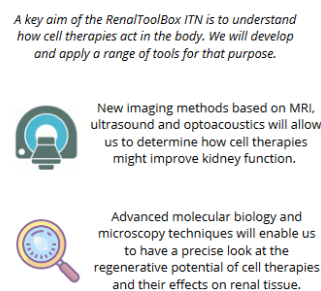 A key aim of the RenalToolBox ITN is to understand
how cell therapies act in the body. We will develop
and apply a range of tools for that purpose.
New imaging methods based on MRI,
ultrasound and optoacoustics will allow
us to determine how cell therapies
might improve kidney function.
Advanced molecular biology and
microscopy techniques will enable us
to have a precise look at the
regenerative potential of cell therapies
and their effects on renal tissue.